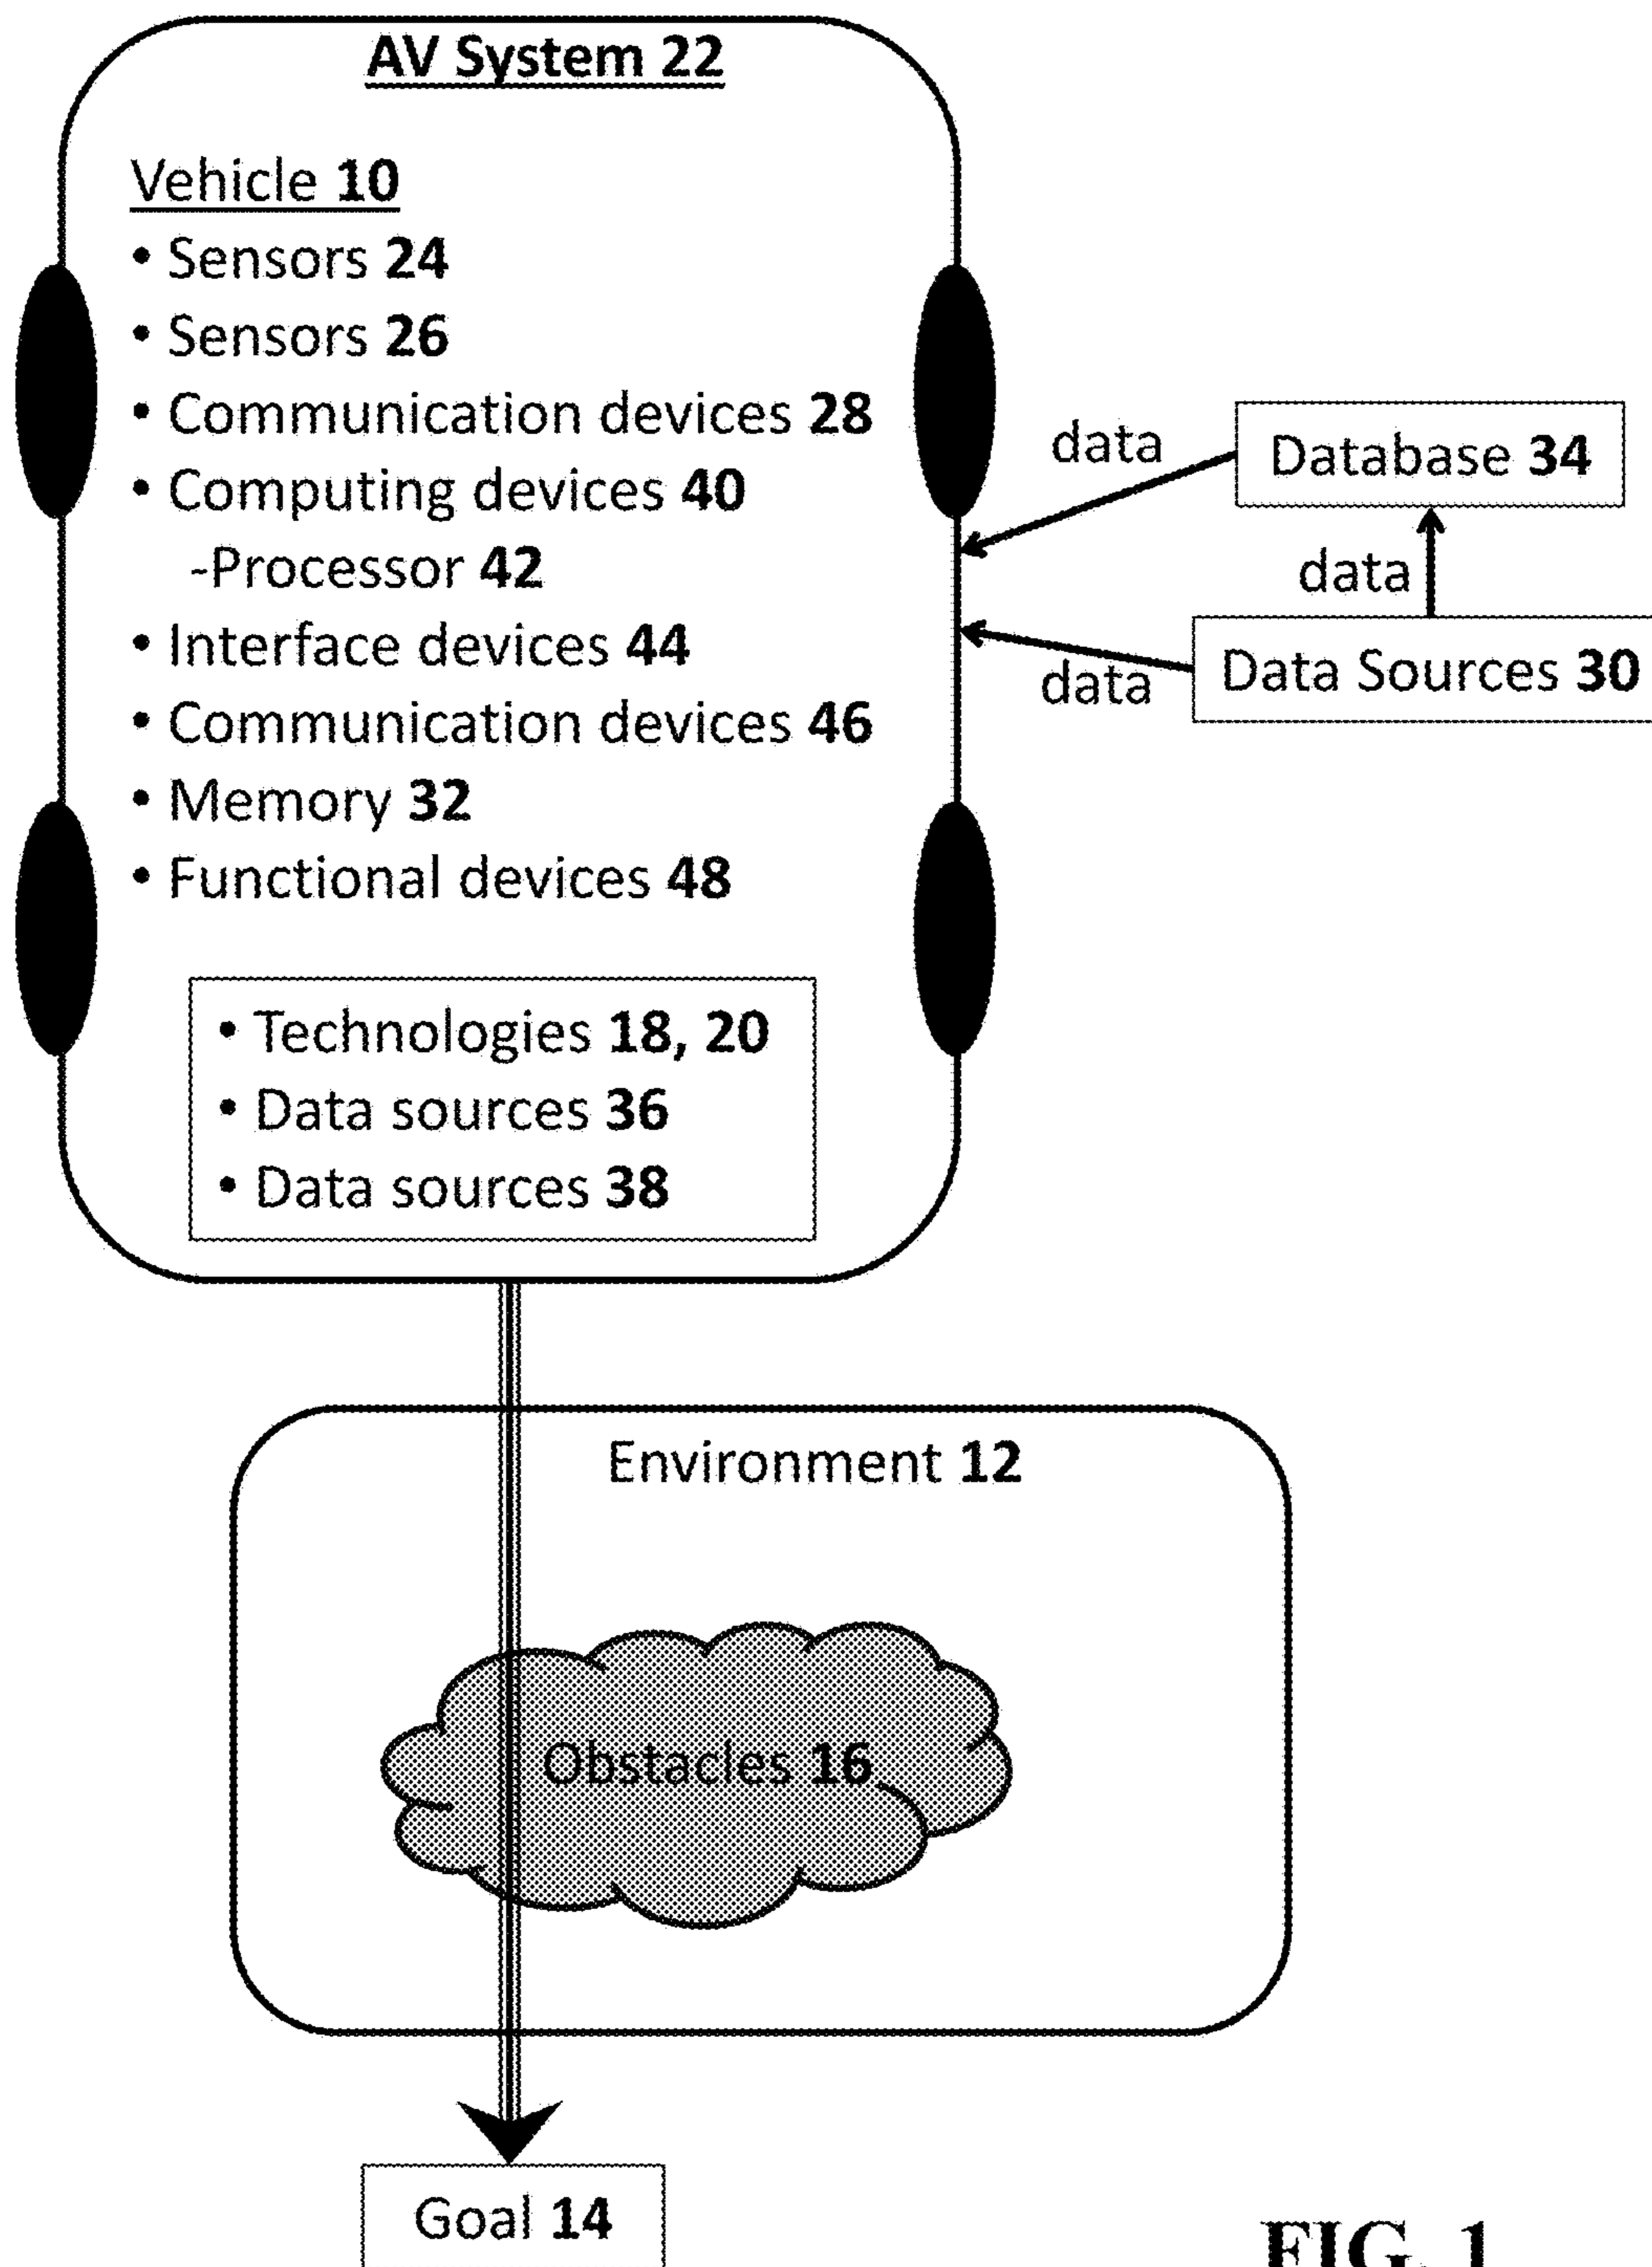 AV System 22
Vehicle 10
• Sensors 24
• Sensors 26
• Communication devices 28
• Computing devices 40
-Processor 42
• Interface devices 44
• Communication devices 46
• Memory 32
• Functional devices 48
• Technologies 18, 20
• Data sources 36
• Data sources 38
data
Database 34
data
data
Data Sources 30
Environment 12
Obstacles 16
Goal 14
FIG. 1